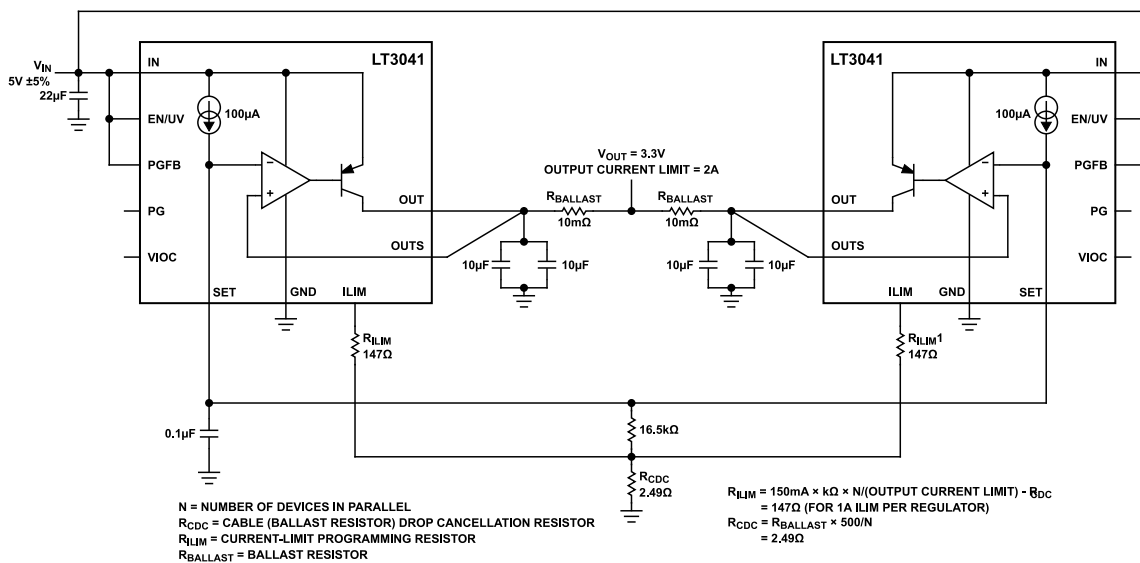 LT3041
LT3041
VIN
5V ±5%
22µF
IN
EN/UV
PGFB
PG
VIOC
100µA
SET
GND
ILIM
OUT
OUTS
RILIM
147Ω
0.1µF
10µF
10µF
RBALLAST
10mΩ
VOUT = 3.3V
OUTPUT CURRENT LIMIT = 2A
RBALLAST
10mΩ
10µF
10µF
OUT
OUTS
ILIM
GND
SET
100µA
IN
EN/UV
PGFB
PG
VIOC
RILIM1
147Ω
16.5kΩ
RCDC
2.49Ω
N = NUMBER OF DEVICES IN PARALLEL
RCDC = CABLE (BALLAST RESISTOR) DROP CANCELLATION RESISTOR
RILIM = CURRENT-LIMIT PROGRAMMING RESISTOR
RBALLAST = BALLAST RESISTOR
RILIM = 150mA × kΩ × N/(OUTPUT CURRENT LIMIT) - RCDC
= 147Ω (FOR 1A ILIM PER REGULATOR)
RCDC = RBALLAST × 500/N
= 2.49Ω